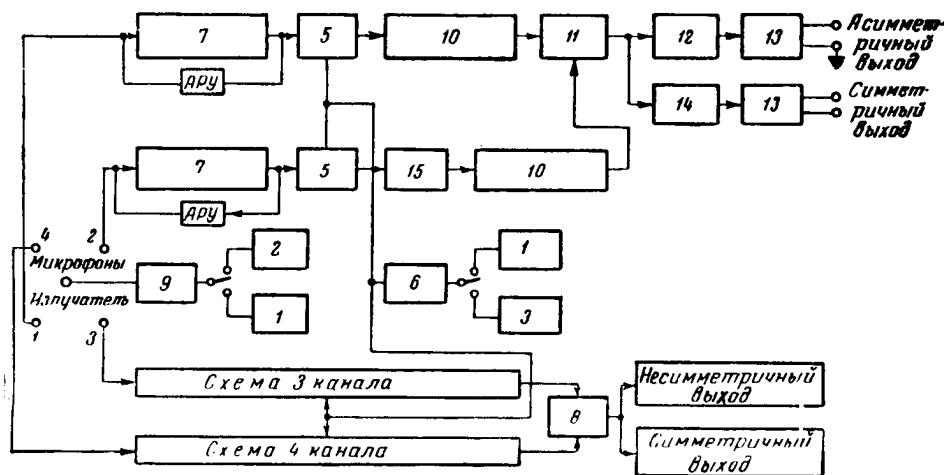 7
5
10
11
12
13
Асиммет-
ричный
выход
АРУ
14
13
Симмет-
ричный
выход
7
5
15
10
АРУ
4
2
Микрофоны
Излучатель
1
3
9
2
1
6
1
3
Схема 3 канала
Схема 4 канала
8
Несимметричный
выход
Симметричный
выход